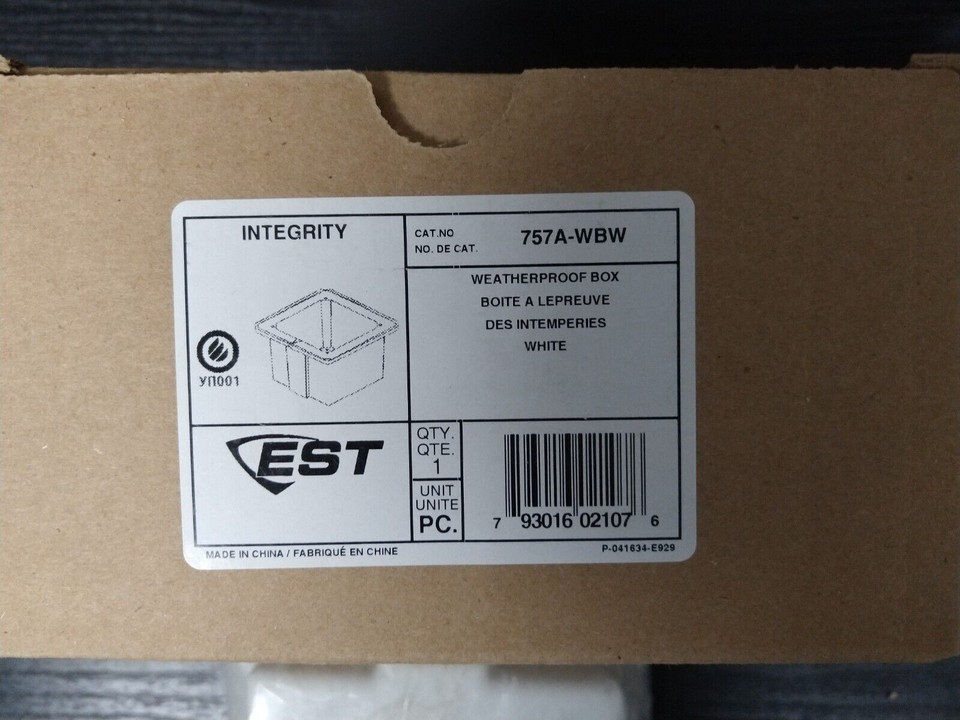 INTEGRITY
CAT.NO
NO. DE CAT.
757A-WBW
WEATHERPROOF BOX
BOITE A LEPREUVE
DES INTEMPERIES
WHITE
УП001
EST
QTY.
QTE.
1
UNIT
UNITE
PC.
7 93016 02107 6
MADE IN CHINA / FABRIQUÉ EN CHINE
P-041634-E929